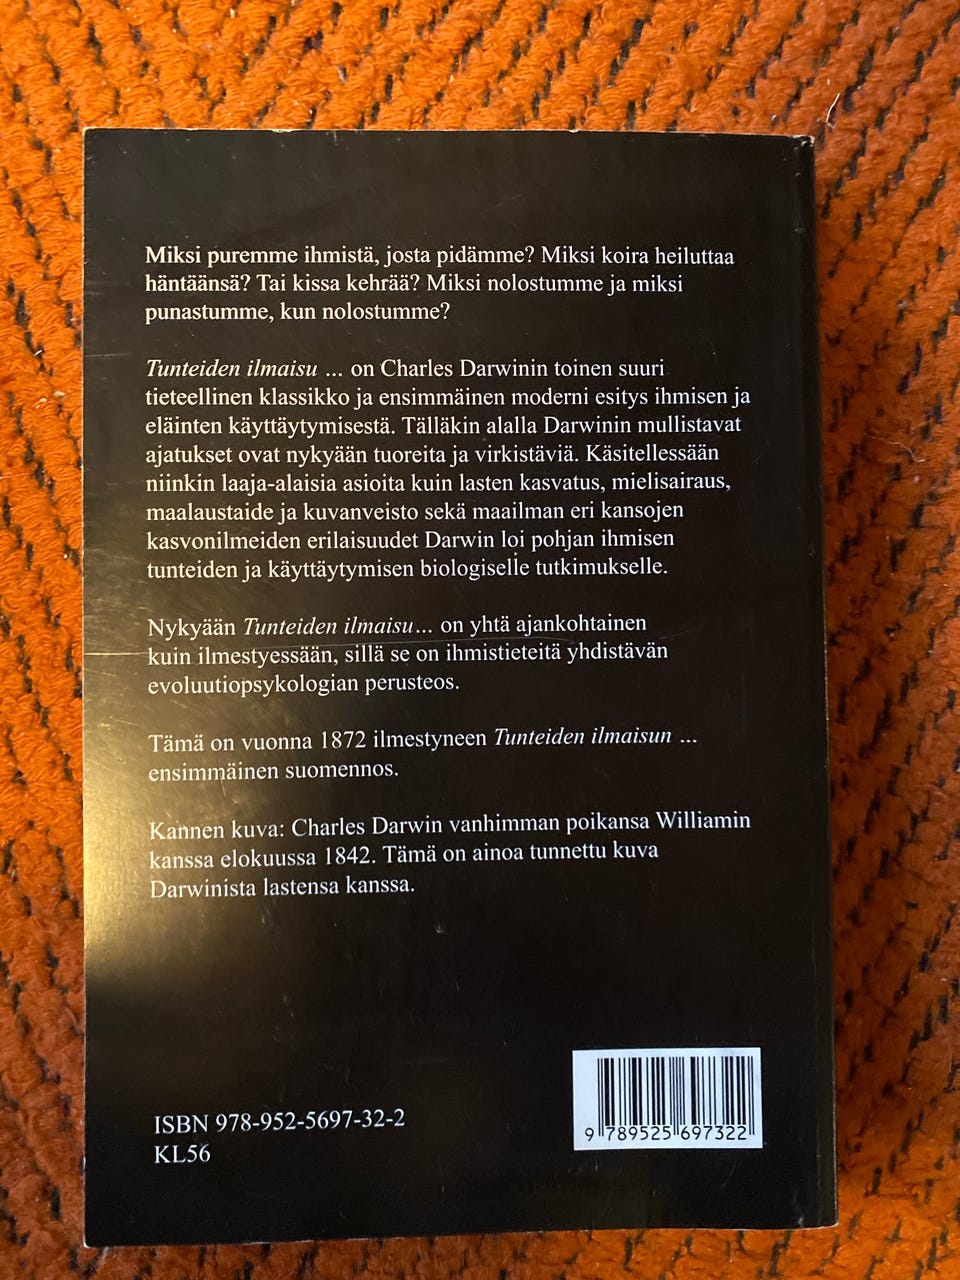 Miksi puremme ihmistä, josta pidämme? Miksi koira heiluttaa
häntäänsä? Tai kissa kehrää? Miksi nolostumme ja miksi
punastumme, kun nolostumme?
Tunteiden ilmaisu ... on Charles Darwinin toinen suuri
tieteellinen klassikko ja ensimmäinen moderni esitys ihmisen ja
eläinten käyttäytymisestä. Tälläkin alalla Darwinin mullistavat
ajatukset ovat nykyään tuoreita ja virkistäviä. Käsitellessään
niinkin laaja-alaisia asioita kuin lasten kasvatus, mielisairaus,
maalaustaide ja kuvanveisto sekä maailman eri kansojen
kasvonilmeiden erilaisuudet Darwin loi pohjan ihmisen
tunteiden ja käyttäytymisen biologiselle tutkimukselle.
Nykyään Tunteiden ilmaisu... on yhtä ajankohtainen
kuin ilmestyessään, sillä se on ihmistieteitä yhdistävän
evoluutiopsykologian perusteos.
Tämä on vuonna 1872 ilmestyneen Tunteiden ilmaisun ...
ensimmäinen suomennos.
Kannen kuva: Charles Darwin vanhimman poikansa Williamin
kanssa elokuussa 1842. Tämä on ainoa tunnettu kuva
Darwinista lastensa kanssa.
ISBN 978-952-5697-32-2
KL56
9 789525 697322